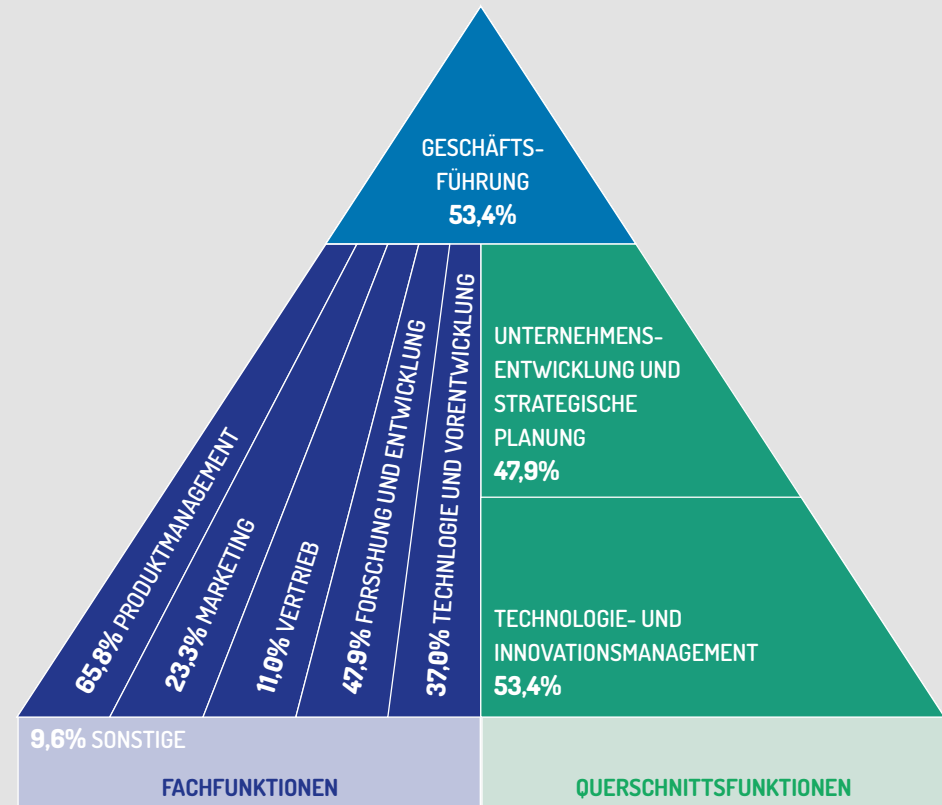 GESCHÄFTS-
FÜHRUNG
53,4%
65,8% PRODUKTMANAGEMENT
23,3% MARKETING
11,0% VERTRIEB
47,9% FORSCHUNG UND ENTWICKLUNG
37,0% TECHNLOGIE UND VORENTWICKLUNG
UNTERNEHMENS-
ENTWICKLUNG UND
STRATEGISCHE
PLANUNG
47,9%
TECHNOLOGIE- UND
INNOVATIONSMANAGEMENT
53,4%
9,6% SONSTIGE
FACHFUNKTIONEN
QUERSCHNITTSFUNKTIONEN